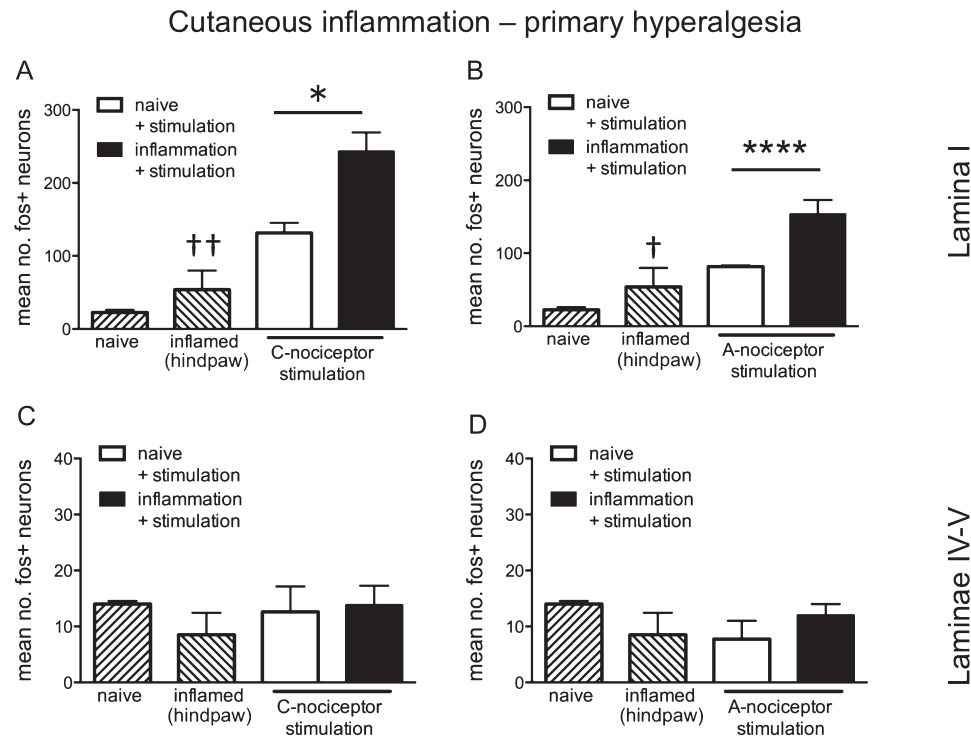 Cutaneous inflammation – primary hyperalgesia
A
mean no. fos+ neurons
300
200
100
0
naive
+ stimulation
inflammation
+ stimulation
*
††
naive
inflamed
(hindpaw)
C-nociceptor
stimulation
B
mean no. fos+ neurons
300
200
100
0
naive
+ stimulation
inflammation
+ stimulation
****
†
naive
inflamed
(hindpaw)
A-nociceptor
stimulation
Lamina I
C
mean no. fos+ neurons
40
30
20
10
0
naive
+ stimulation
inflammation
+ stimulation
naive
inflamed
(hindpaw)
C-nociceptor
stimulation
D
mean no. fos+ neurons
40
30
20
10
0
naive
+ stimulation
inflammation
+ stimulation
naive
inflamed
(hindpaw)
A-nociceptor
stimulation
Laminae IV-V